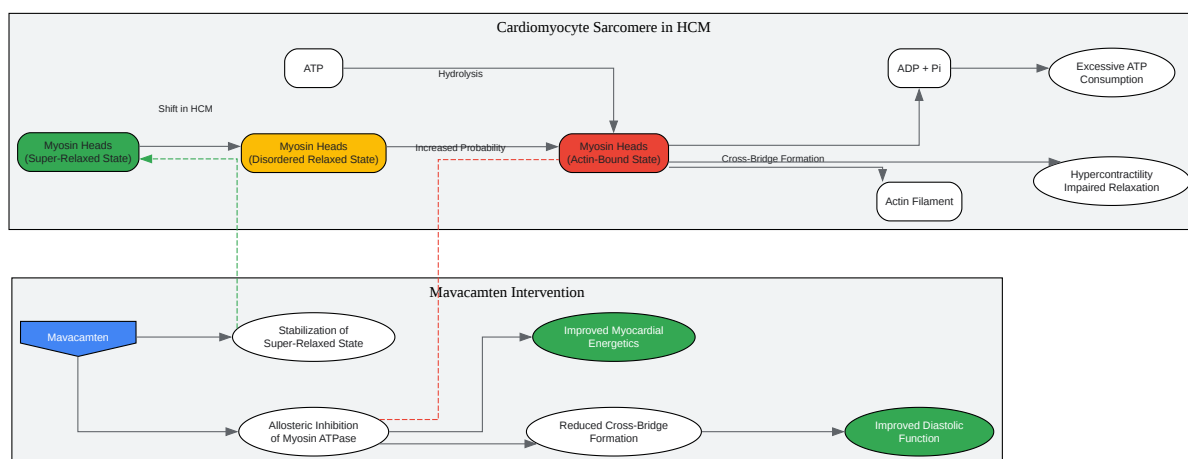 Cardiomyocyte Sarcomere in HCM
ATP
Hydrolysis
ADP + Pi
Excessive ATP
Consumption
Shift in HCM
Myosin Heads
(Super-Relaxed State)
Myosin Heads
(Disordered Relaxed State)
Increased Probability
Myosin Heads
(Actin-Bound State)
Cross-Bridge Formation
Hypercontractility
Impaired Relaxation
Actin Filament
Mavacamten Intervention
Mavacamten
Stabilization of
Super-Relaxed State
Improved Myocardial
Energetics
Allosteric Inhibition
of Myosin ATPase
Reduced Cross-Bridge
Formation
Improved Diastolic
Function